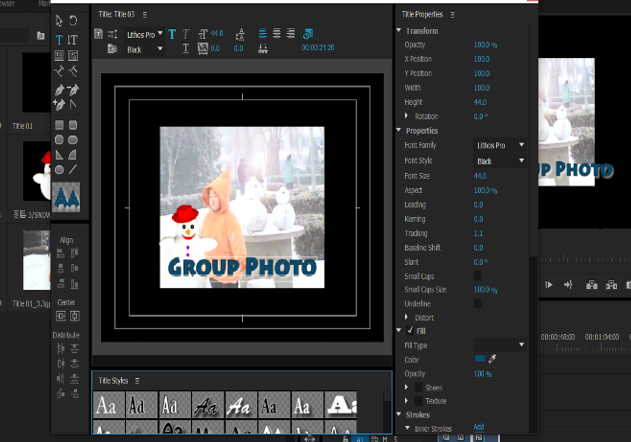 Title: Title 03
Lithos Pro
Black
44.0
0.0
0.0
00:00:21:20
Title 01
3/SNOW
Title 01_3.3gp
Align
Center
Distribute
GROUP PHOTO
Title Styles
Aa Aa Aa Aa Aa Aa Aa Aa
Title Properties
Transform
Opacity 100.0 %
X Position 100.0
Y Position 100.0
Width 100.0
Height 44.0
Rotation 0.0 °
Properties
Font Family Lithos Pro
Font Style Black
Font Size 44.0
Aspect 100.0 %
Leading 0.0
Kerning 0.0
Tracking 1.1
Baseline Shift 0.0
Slant 0.0 °
Small Caps
Small Caps Size 100.0 %
Underline
Distort
Fill
Fill Type
Color
Opacity 100 %
Sheen
Texture
Strokes
Inner Strokes Add
UP PHOTO
00:00:48:00 00:01:04:00
A1 M S